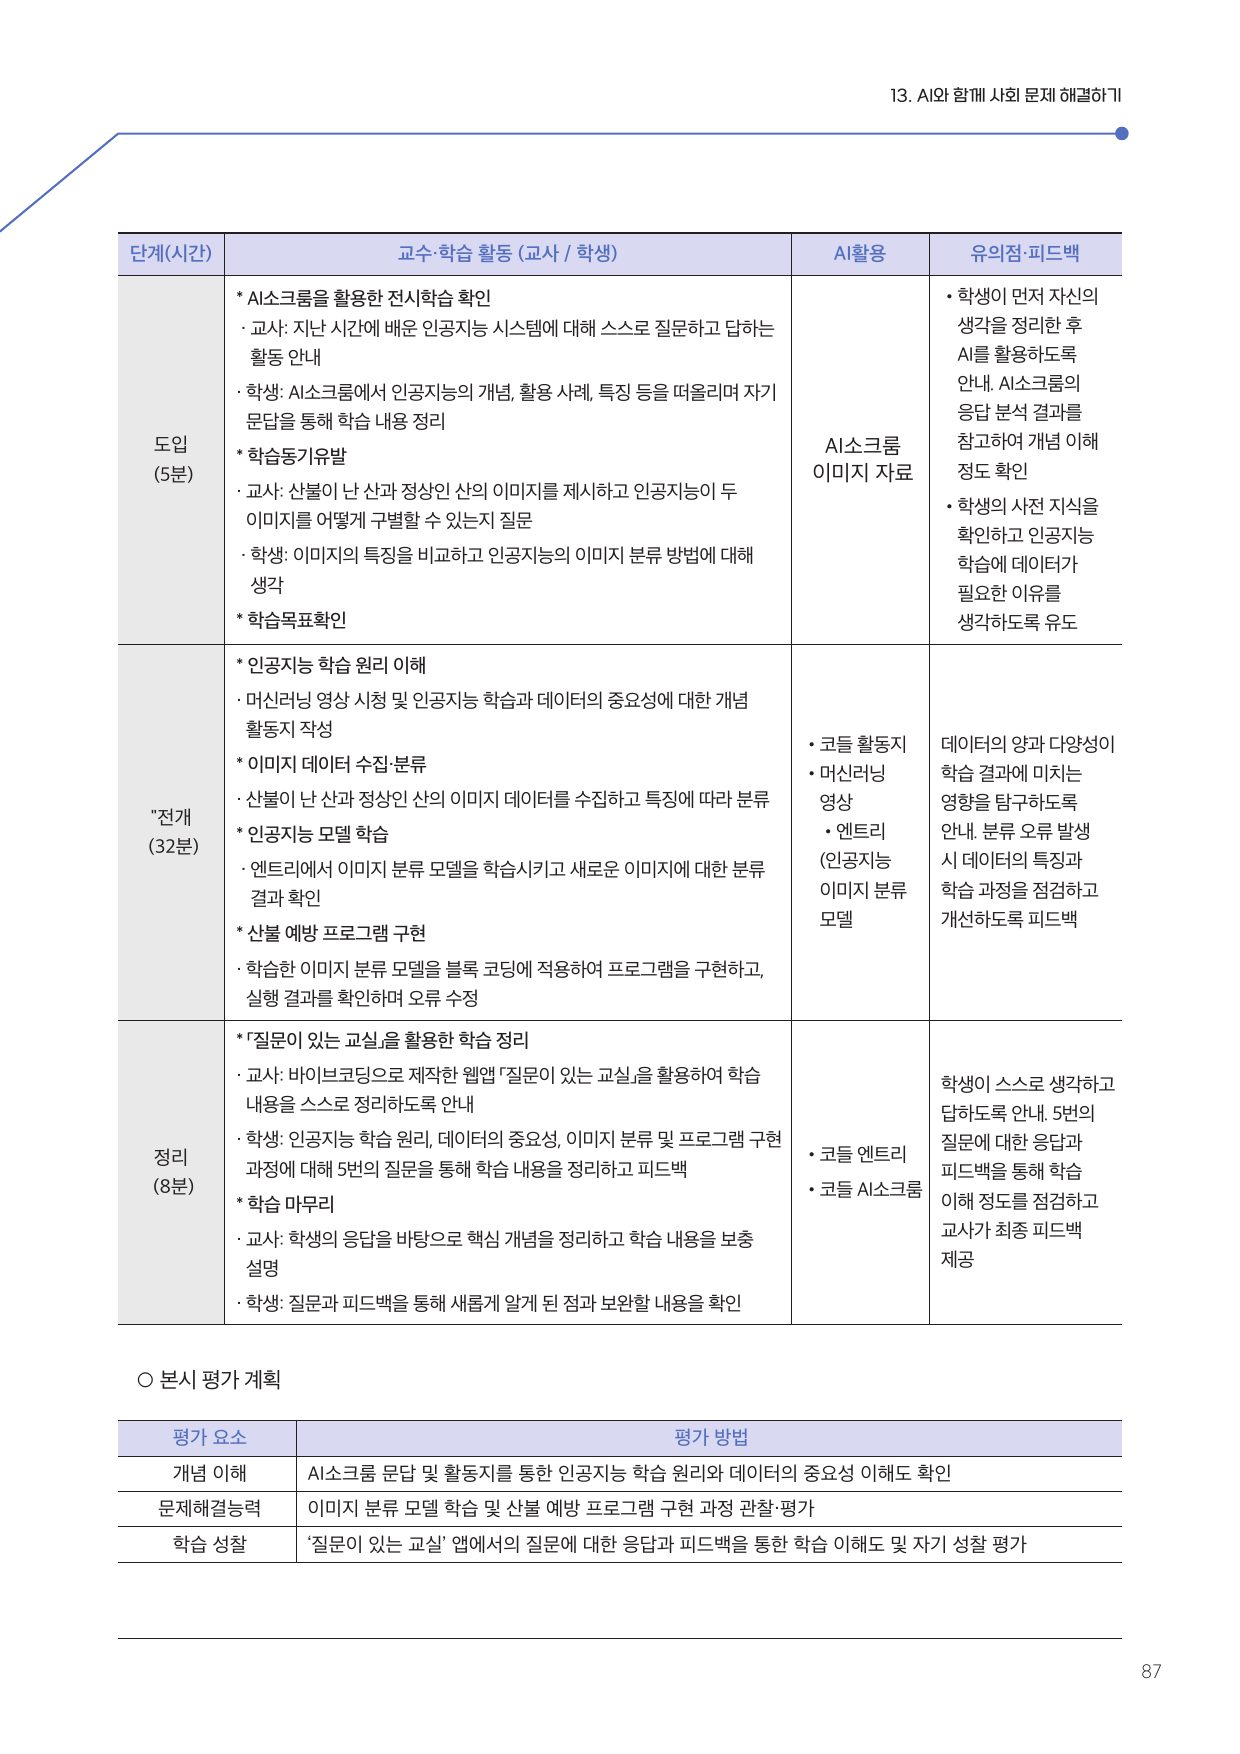 13. AI와 함께 사회 문제 해결하기
단계(시간)
교수·학습 활동 (교사 / 학생)
AI활용
유의점·피드백
도입
(5분)
* AI소크룸을 활용한 전시학습 확인
· 교사: 지난 시간에 배운 인공지능 시스템에 대해 스스로 질문하고 답하는
활동 안내
· 학생: AI소크룸에서 인공지능의 개념, 활용 사례, 특징 등을 떠올리며 자기
문답을 통해 학습 내용 정리
* 학습동기유발
· 교사: 산불이 난 산과 정상인 산의 이미지를 제시하고 인공지능이 두
이미지를 어떻게 구별할 수 있는지 질문
· 학생: 이미지의 특징을 비교하고 인공지능의 이미지 분류 방법에 대해
생각
* 학습목표확인
AI소크룸
이미지 자료
• 학생이 먼저 자신의
생각을 정리한 후
AI를 활용하도록
안내. AI소크룸의
응답 분석 결과를
참고하여 개념 이해
정도 확인
• 학생의 사전 지식을
확인하고 인공지능
학습에 데이터가
필요한 이유를
생각하도록 유도
"전개
(32분)
* 인공지능 학습 원리 이해
· 머신러닝 영상 시청 및 인공지능 학습과 데이터의 중요성에 대한 개념
활동지 작성
* 이미지 데이터 수집·분류
· 산불이 난 산과 정상인 산의 이미지 데이터를 수집하고 특징에 따라 분류
* 인공지능 모델 학습
· 엔트리에서 이미지 분류 모델을 학습시키고 새로운 이미지에 대한 분류
결과 확인
* 산불 예방 프로그램 구현
· 학습한 이미지 분류 모델을 블록 코딩에 적용하여 프로그램을 구현하고,
실행 결과를 확인하며 오류 수정
• 코들 활동지
• 머신러닝
영상
• 엔트리
(인공지능
이미지 분류
모델
데이터의 양과 다양성이
학습 결과에 미치는
영향을 탐구하도록
안내. 분류 오류 발생
시 데이터의 특징과
학습 과정을 점검하고
개선하도록 피드백
정리
(8분)
* ｢질문이 있는 교실｣을 활용한 학습 정리
· 교사: 바이브코딩으로 제작한 웹앱 ｢질문이 있는 교실｣을 활용하여 학습
내용을 스스로 정리하도록 안내
· 학생: 인공지능 학습 원리, 데이터의 중요성, 이미지 분류 및 프로그램 구현
과정에 대해 5번의 질문을 통해 학습 내용을 정리하고 피드백
* 학습 마무리
· 교사: 학생의 응답을 바탕으로 핵심 개념을 정리하고 학습 내용을 보충
설명
· 학생: 질문과 피드백을 통해 새롭게 알게 된 점과 보완할 내용을 확인
• 코들 엔트리
• 코들 AI소크룸
학생이 스스로 생각하고
답하도록 안내. 5번의
질문에 대한 응답과
피드백을 통해 학습
이해 정도를 점검하고
교사가 최종 피드백
제공
○ 본시 평가 계획
평가 요소
평가 방법
개념 이해
AI소크룸 문답 및 활동지를 통한 인공지능 학습 원리와 데이터의 중요성 이해도 확인
문제해결능력
이미지 분류 모델 학습 및 산불 예방 프로그램 구현 과정 관찰·평가
학습 성찰
‘질문이 있는 교실’ 앱에서의 질문에 대한 응답과 피드백을 통한 학습 이해도 및 자기 성찰 평가
87